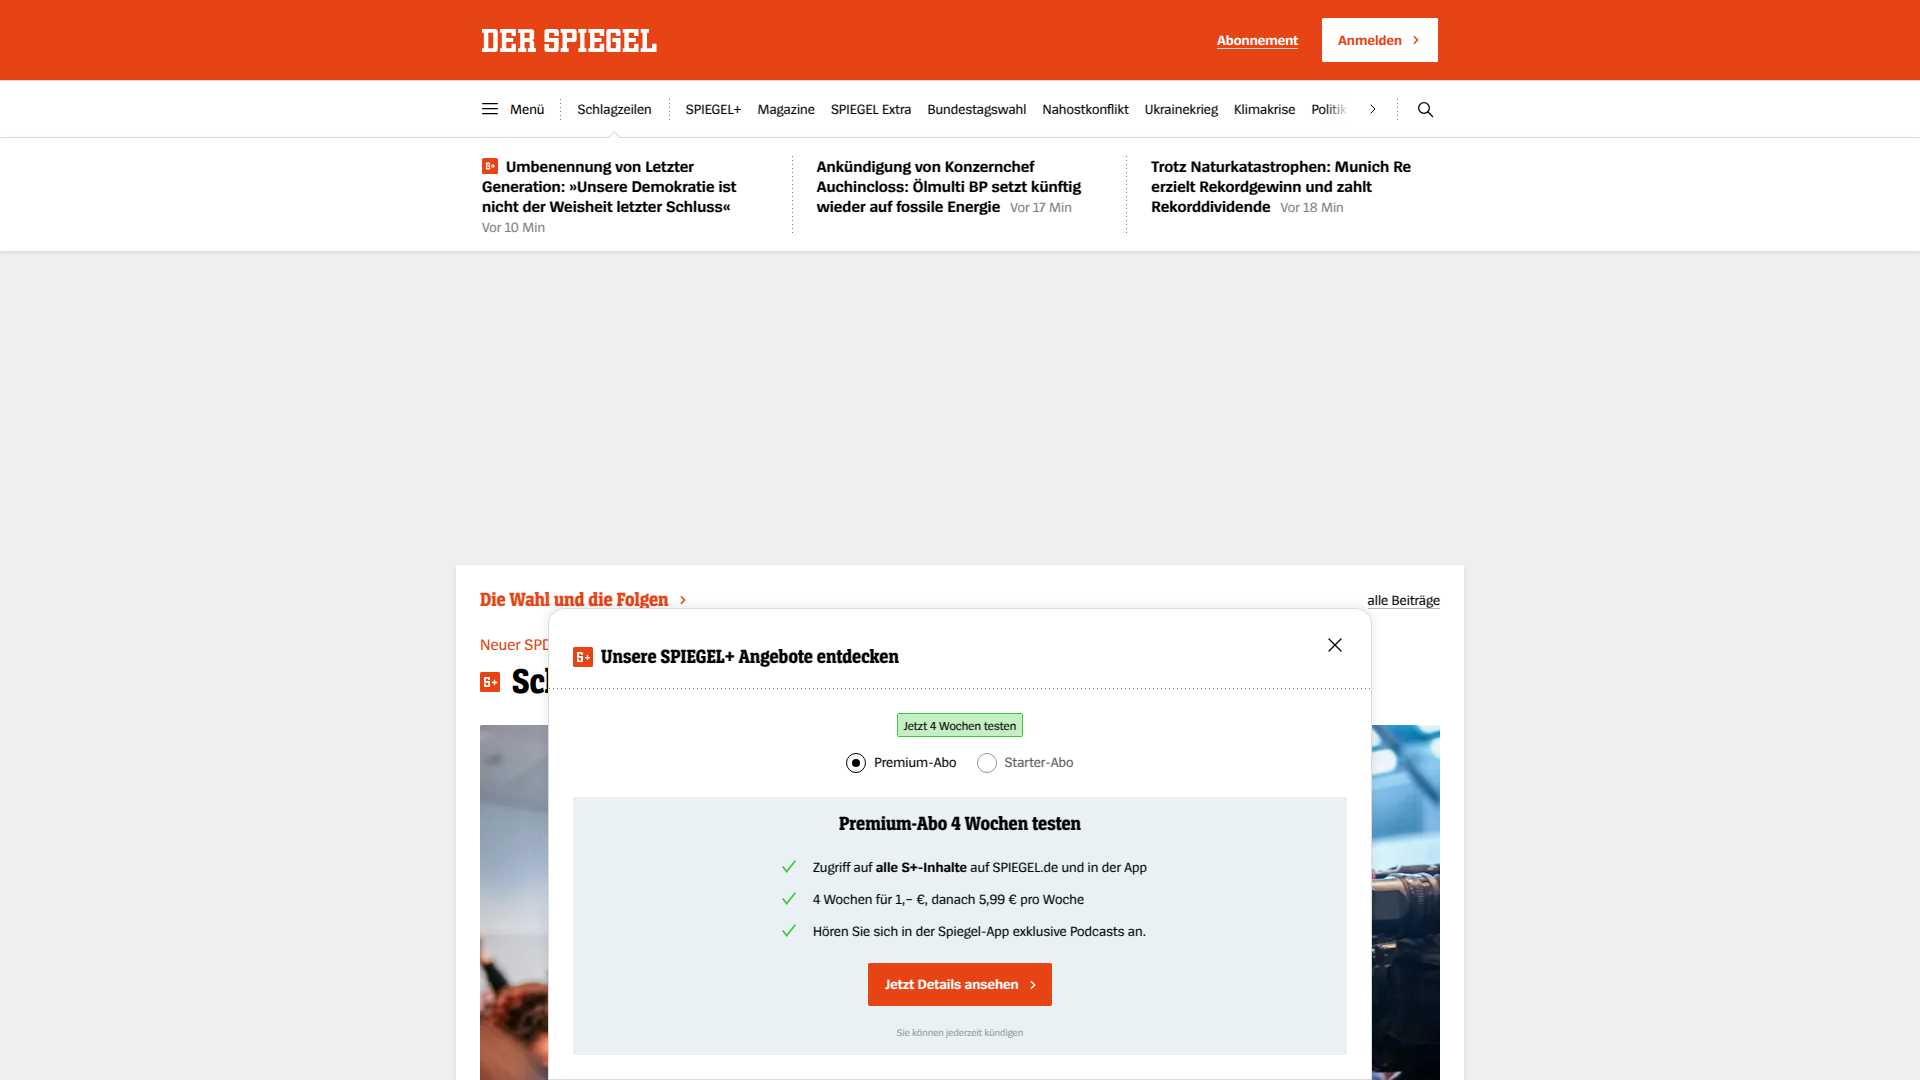 DER SPIEGEL
Abonnement
Anmelden
Menü
Schlagzeilen
SPIEGEL+
Magazine
SPIEGEL Extra
Bundestagswahl
Nahostkonflikt
Ukrainekrieg
Klimakrise
Politik
Umbenennung von Letzter
Generation: »Unsere Demokratie ist
nicht der Weisheit letzter Schluss«
Vor 10 Min
Ankündigung von Konzernchef
Auchincloss: Ölmulti BP setzt künftig
wieder auf fossile Energie Vor 17 Min
Trotz Naturkatastrophen: Munich Re
erzielt Rekordgewinn und zahlt
Rekorddividende Vor 18 Min
Die Wahl und die Folgen
alle Beiträge
Neuer SPD
Unsere SPIEGEL+ Angebote entdecken
Jetzt 4 Wochen testen
Premium-Abo
Starter-Abo
Premium-Abo 4 Wochen testen
Zugriff auf alle S+-Inhalte auf SPIEGEL.de und in der App
4 Wochen für 1,– €, danach 5,99 € pro Woche
Hören Sie sich in der Spiegel-App exklusive Podcasts an.
Jetzt Details ansehen
Sie können jederzeit kündigen